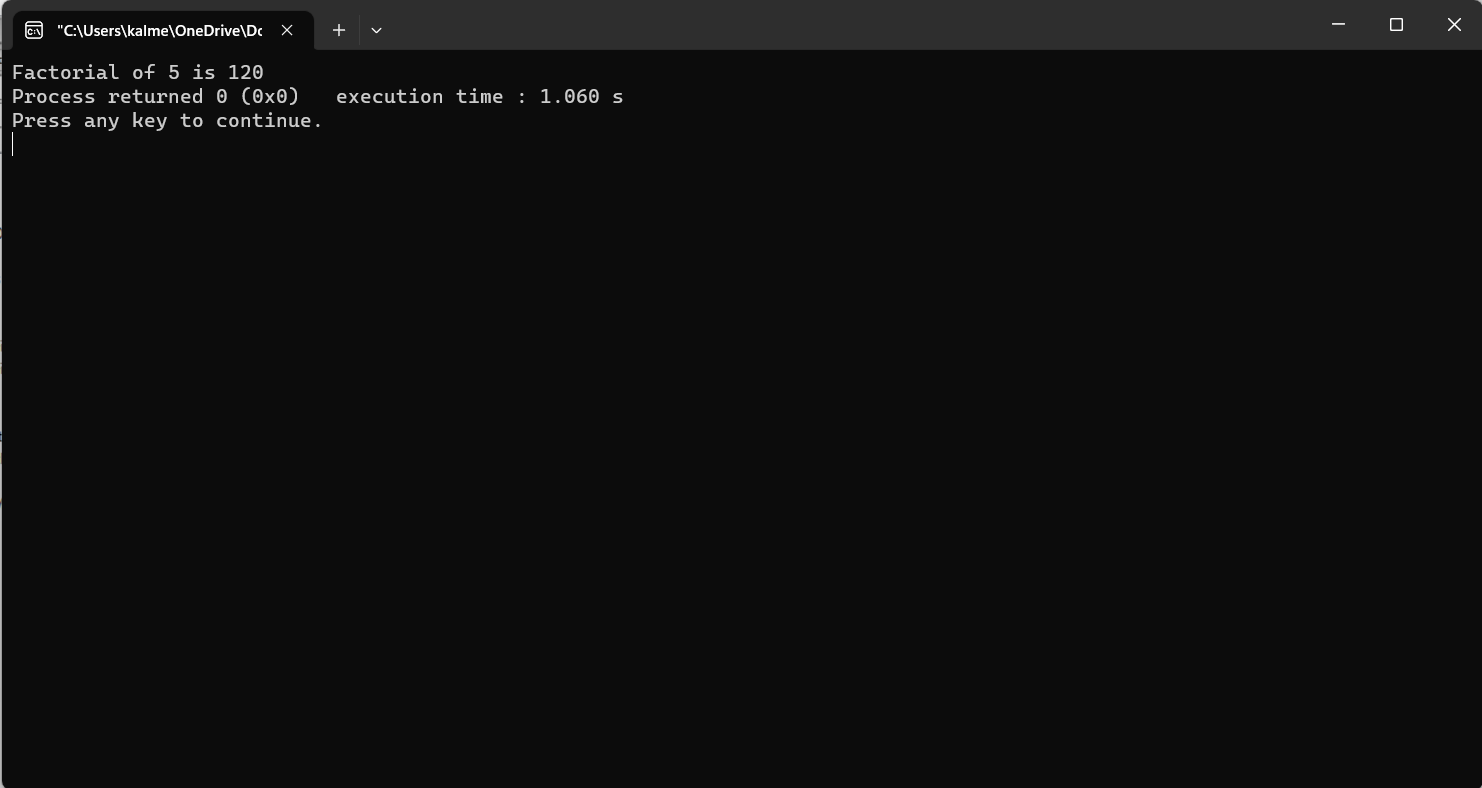 "C:\Users\kalme\OneDrive\Dc
Factorial of 5 is 120
Process returned 0 (0x0)   execution time : 1.060 s
Press any key to continue.